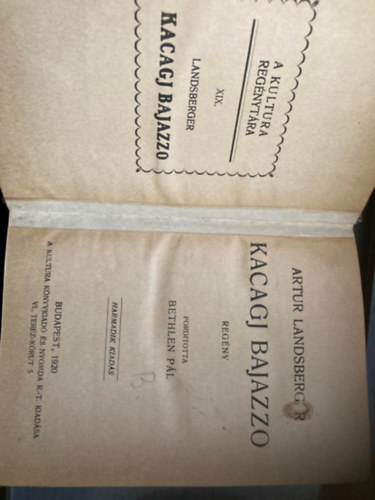 A KULTURA
REGÉNYTÁRA
XIX.
LANDSBERGER
KACAGJ BAJAZZO
ARTUR LANDSBERGER
KACAGJ BAJAZZO
REGÉNY
FORDITOTTA
BETHLEN PÁL
HARMADIK KIADÁS
B
BUDAPEST, 1920
A KULTURA KÖNYVKIADÓ ÉS NYOMDA R.-T. KIADÁSA
VI, TERÉZ-KÖRUT 5